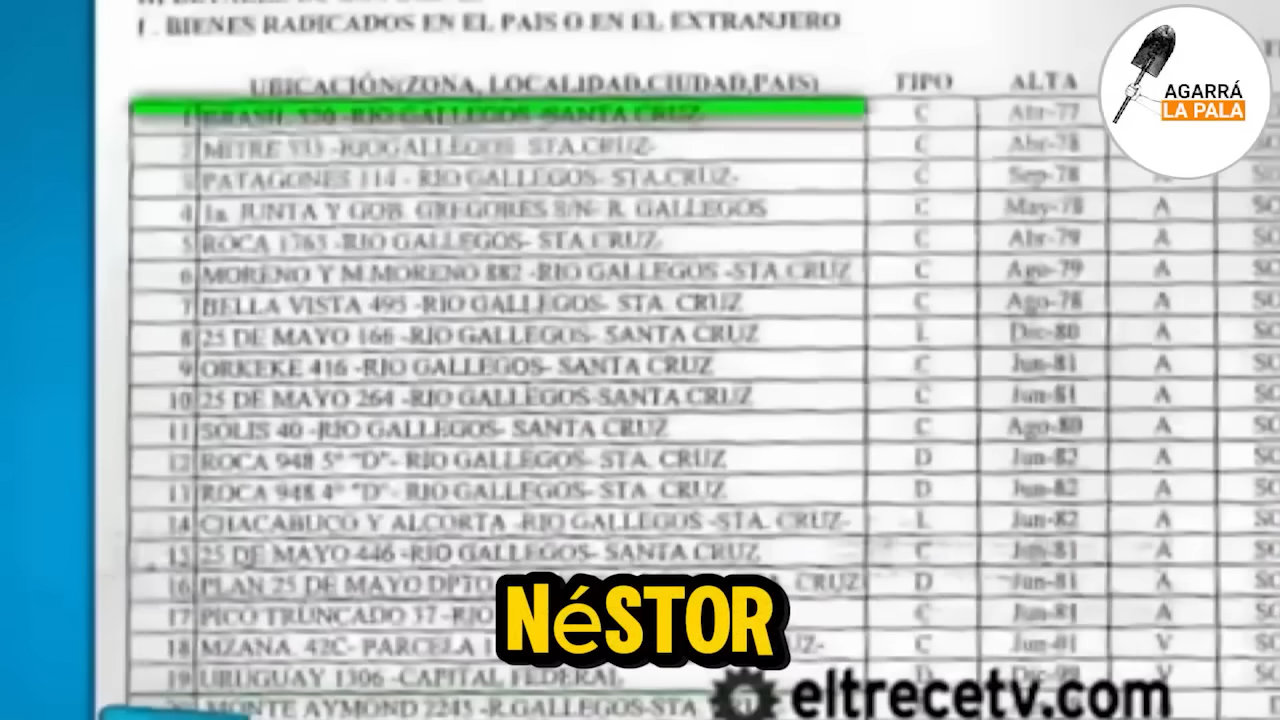 I . BIENES RADICADOS EN EL PAIS O EN EL EXTRANJERO
UBICACIÓN(ZONA, LOCALIDAD,CIUDAD,PAIS) TIPO ALTA
AGARRÁ
LA PALA
1 BRASIL 520 -RIO GALLEGOS -SANTA CRUZ C Abr-77
2 MITRE 533 -RIO GALLEGOS STA.CRUZ- C Abr-78
3 PATAGONES 114 - RIO GALLEGOS- STA.CRUZ- C Sep-78
4 1a. JUNTA Y GOB. GREGORES S/N- R. GALLEGOS C May-78 A
5 ROCA 1765 -RIO GALLEGOS- STA CRUZ C Abr-79 A
6 MORENO Y M.MORENO 882 -RIO GALLEGOS -STA CRUZ C Ago-79 A
7 BELLA VISTA 495 -RIO GALLEGOS- STA. CRUZ C Ago-78 A
8 25 DE MAYO 166 -RIO GALLEGOS- SANTA CRUZ L Dic-80 A
9 ORKEKE 416 -RIO GALLEGOS- SANTA CRUZ C Jun-81 A
10 25 DE MAYO 264 -RIO GALLEGOS-SANTA CRUZ C Jun-81 A
11 SOLIS 40 -RIO GALLEGOS- SANTA CRUZ C Ago-80 A
12 ROCA 948 5º "D"- RIO GALLEGOS- STA. CRUZ D Jun-82 A
13 ROCA 948 4º "D"- RIO GALLEGOS- STA. CRUZ D Jun-82 A
14 CHACABUCO Y ALCORTA -RIO GALLEGOS -STA. CRUZ- L Jun-82 A
15 25 DE MAYO 446 -RIO GALLEGOS- SANTA CRUZ C Jun-81 A
16 PLAN 25 DE MAYO DPTO CRUZ D Jun-81 A
17 PICO TRUNCADO 37 -RIO C Jun-81 A
18 MZANA. 42C- PARCELA C V
19 URUGUAY 1306 -CAPITAL FEDERAL D V
MONTE AYMOND 2245 -R.GALLEGOS-STA
NéSTOR
eltrecetv.com